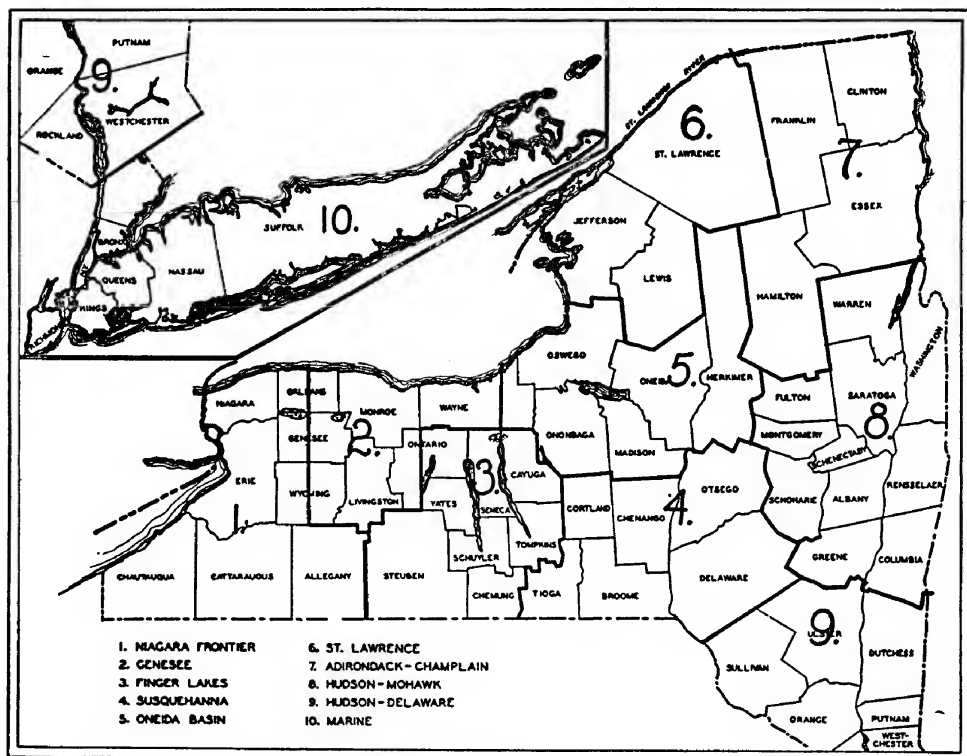 PUTNAM
ORANGE
9.
WESTCHESTER
ROCKLAND
BRONX
QUEENS
NASSAU
SUFFOLK
10.
KINGS
RICHMOND
ST. LAWRENCE RIVER
6.
ST. LAWRENCE
FRANKLIN
CLINTON
7.
ESSEX
JEFFERSON
LEWIS
HAMILTON
WARREN
WASHINGTON
OSWEGO
ONEIDA
5.
HERKIMER
FULTON
SARATOGA
8.
NIAGARA
ORLEANS
MONROE
WAYNE
GENESEE
2.
ONTARIO
ONONDAGA
MADISON
MONTGOMERY
SCHENECTADY
ERIE
WYOMING
LIVINGSTON
YATES
3.
SENECA
CAYUGA
CORTLAND
CHENANGO
4.
OTSEGO
SCHOHARIE
ALBANY
RENSSELAER
SCHUYLER
TOMPKINS
CHAUTAUQUA
CATTARAUGUS
ALLEGANY
STEUBEN
CHEMUNG
TIOGA
BROOME
DELAWARE
GREENE
COLUMBIA
ULSTER
9.
DUTCHESS
SULLIVAN
ORANGE
PUTNAM
WEST-
CHESTER
1. NIAGARA FRONTIER
2. GENESEE
3. FINGER LAKES
4. SUSQUEHANNA
5. ONEIDA BASIN
6. ST. LAWRENCE
7. ADIRONDACK-CHAMPLAIN
8. HUDSON-MOHAWK
9. HUDSON-DELAWARE
10. MARINE